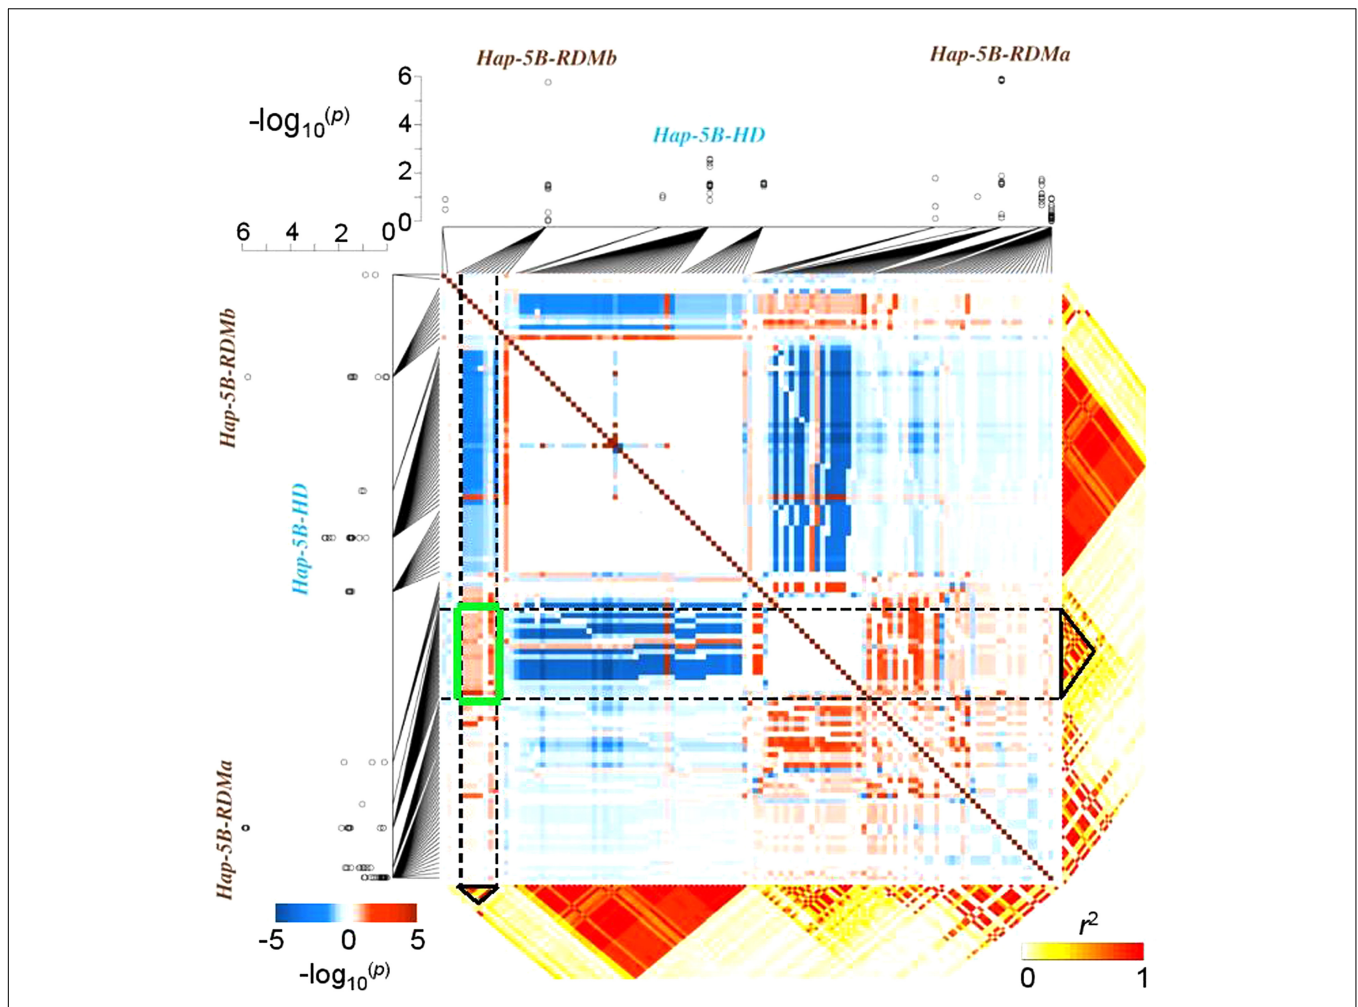 Hap-5B-RDMb
Hap-5B-RDMa
6
-log10(p)
4
Hap-5B-HD
2
0
6 4 2 0
Hap-5B-RDMb
Hap-5B-HD
Hap-5B-RDMa
-5 0 5
-log10(p)
r2
0 1